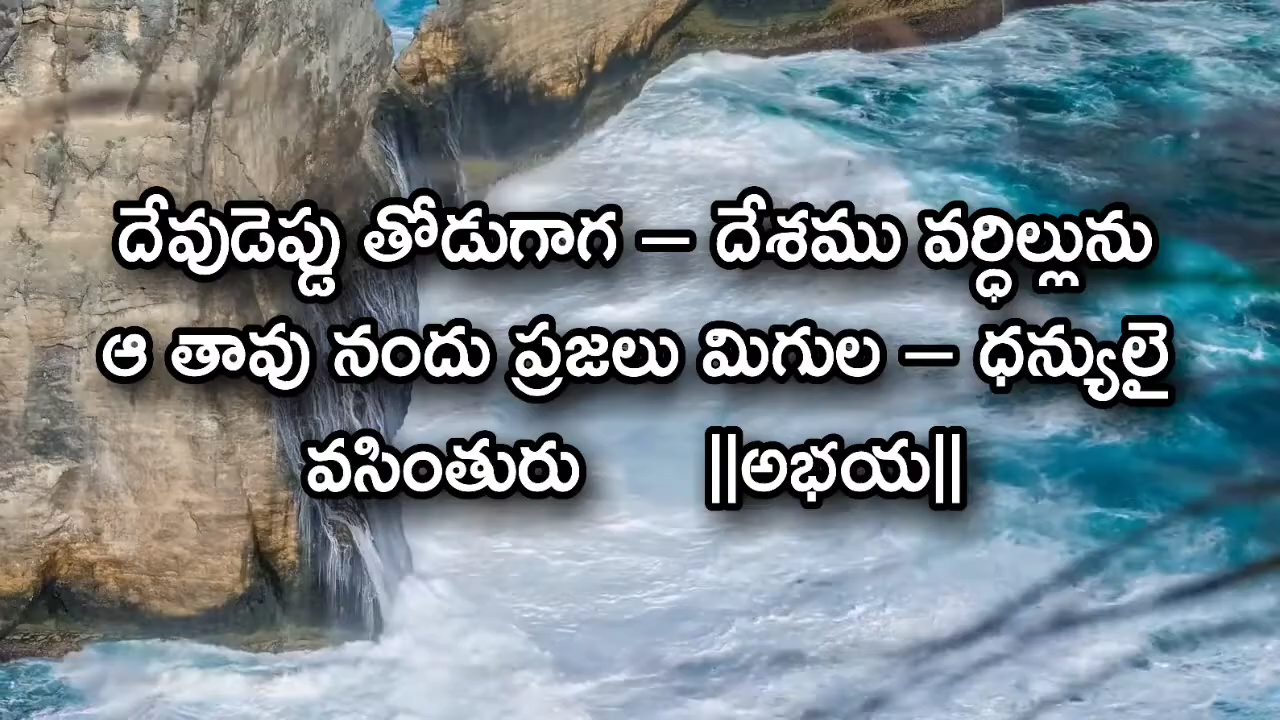 దేవుడెప్డు తోడుగాగ – దేశము వర్ధిల్లును
ఆ తావు నందు ప్రజలు మిగుల – ధన్యులై
వసింతురు ||అభయ||